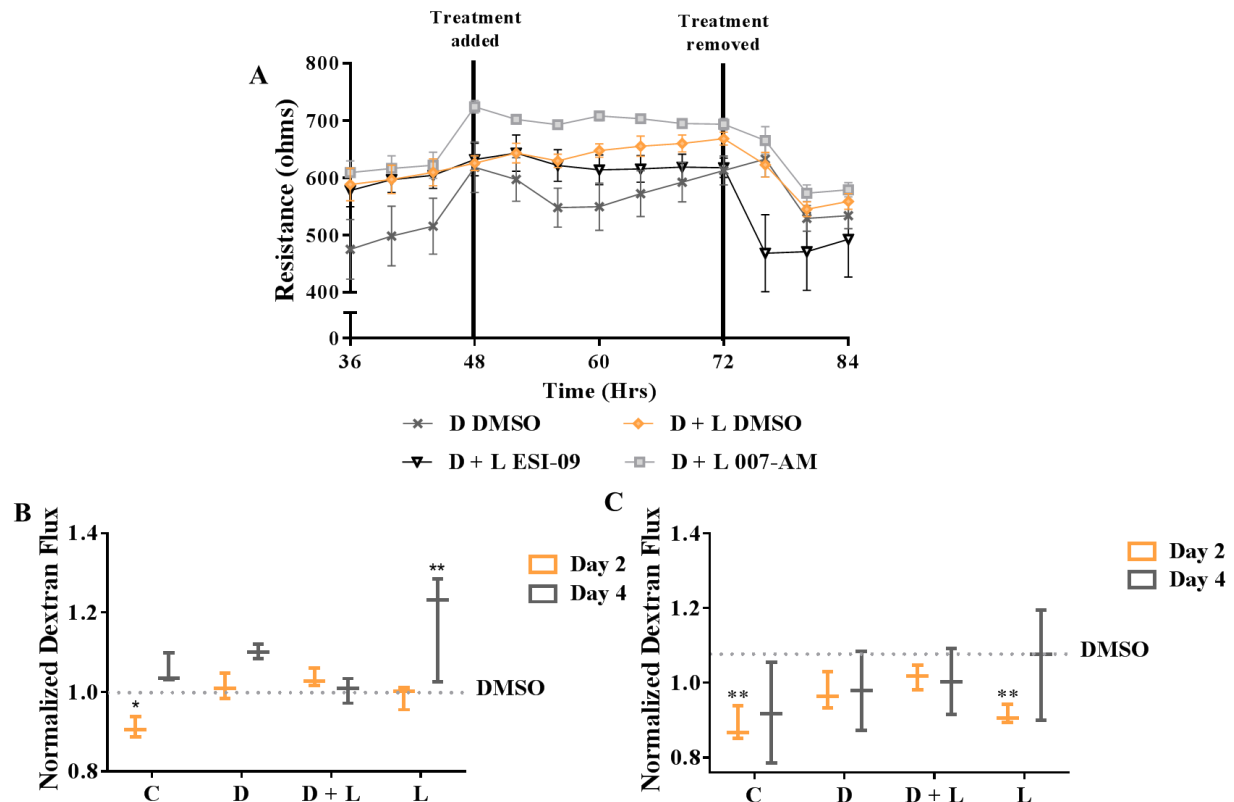 Treatment
added
Treatment
removed
A
800
700
600
500
400
0
Resistance (ohms)
36
48
60
72
84
Time (Hrs)
D DMSO
D + L DMSO
D + L ESI-09
D + L 007-AM
B
Normalized Dextran Flux
1.4
1.2
1.0
0.8
*
**
Day 2
Day 4
DMSO
C
D
D + L
L
C
Normalized Dextran Flux
1.4
1.2
1.0
0.8
**
**
Day 2
Day 4
DMSO
C
D
D + L
L